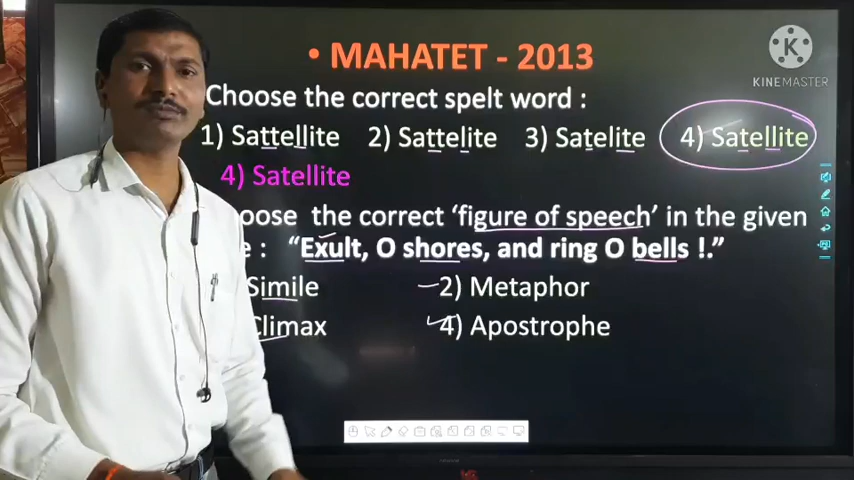 • MAHATET - 2013
K
KINEMASTER
Choose the correct spelt word :
1) Sattellite 2) Sattelite 3) Satelite 4) Satellite
4) Satellite
oose the correct ‘figure of speech’ in the given
e : “Exult, O shores, and ring O bells !.”
Simile 2) Metaphor
Climax 4) Apostrophe